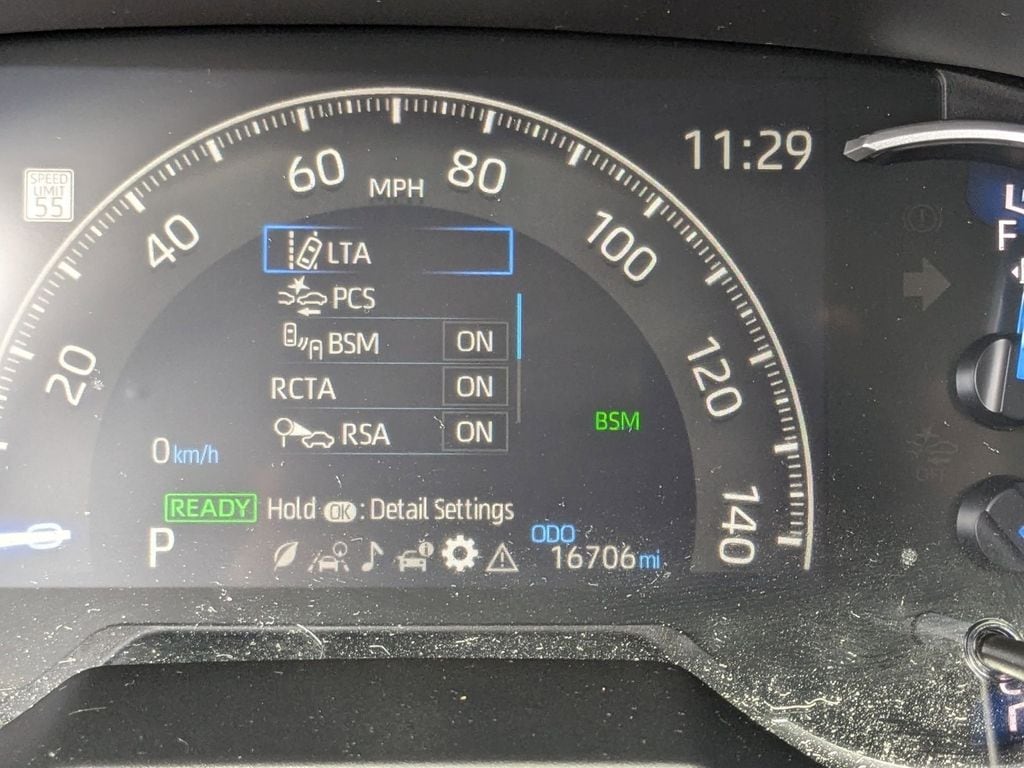 11:29
60
MPH
80
SPEED
LIMIT
55
40
100
F
LTA
PCS
BSM ON
20
120
RCTA ON
RSA ON
BSM
0 km/h
READY Hold OK : Detail Settings
P
ODO
16706 mi
140